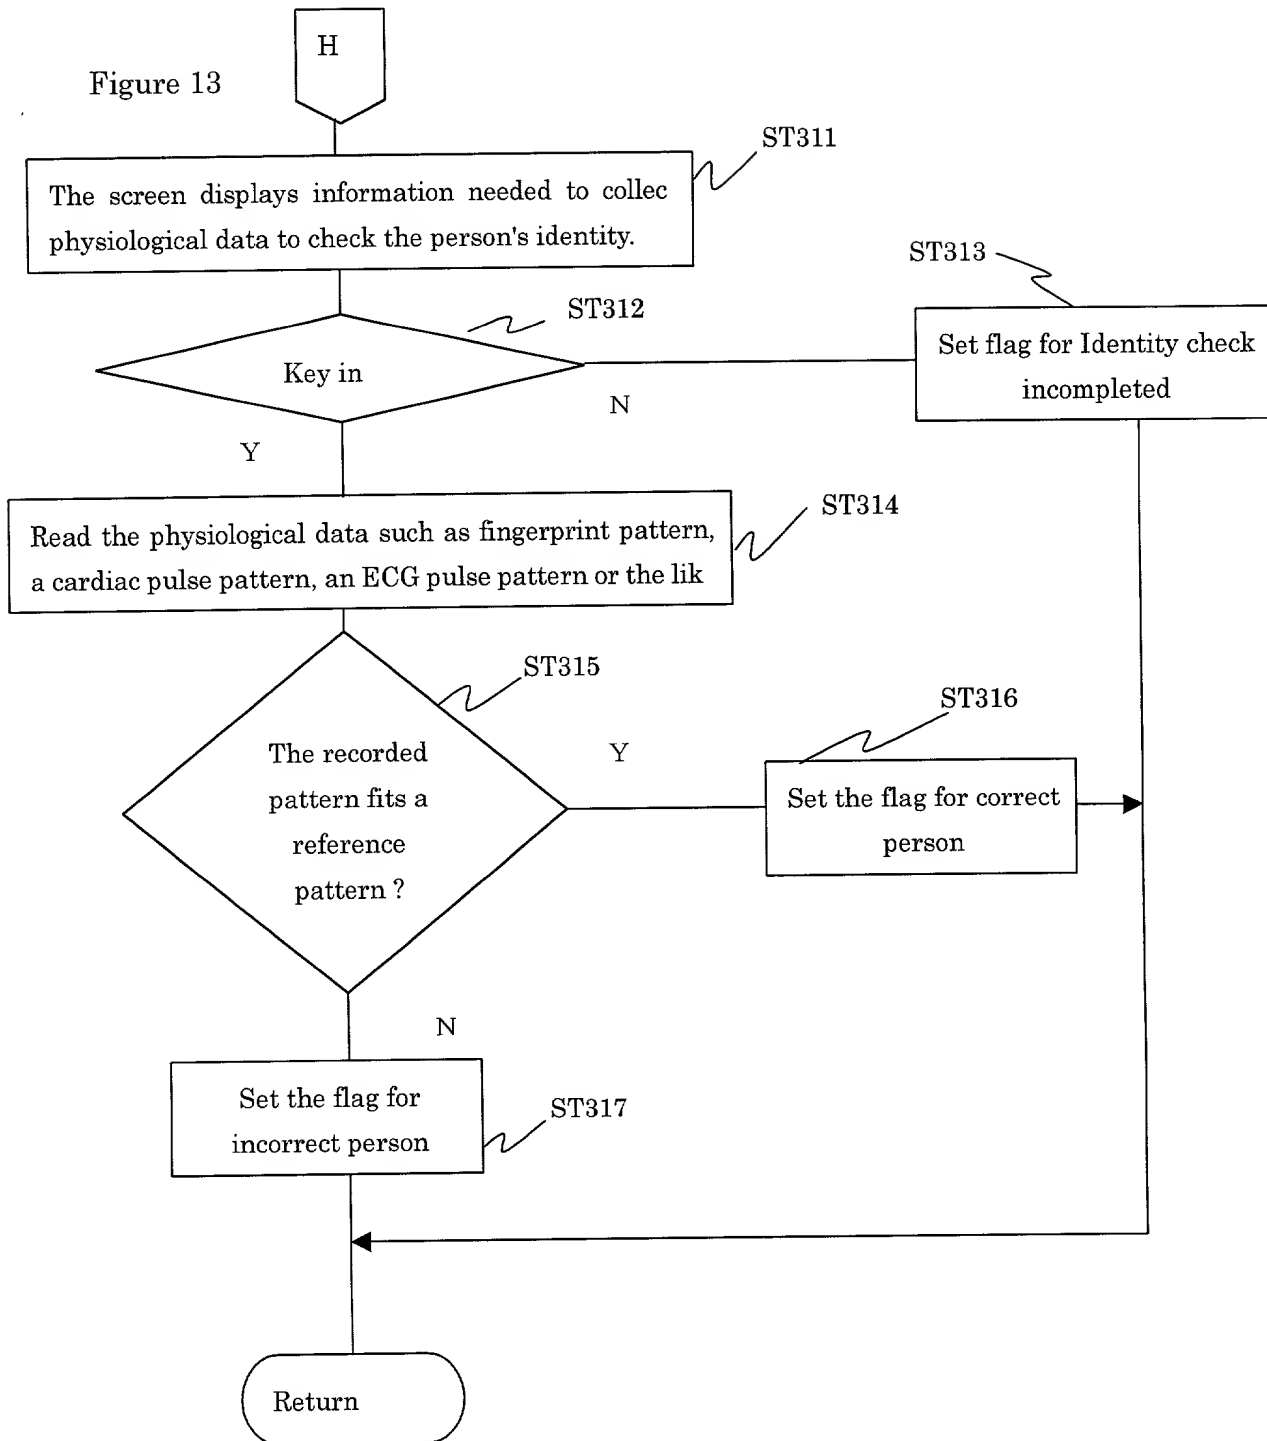 H
Figure 13
ST311
The screen displays information needed to collec
physiological data to check the person's identity.
ST313
ST312
Set flag for Identity check
incompleted
Key in
N
Y
ST314
Read the physiological data such as fingerprint pattern,
a cardiac pulse pattern, an ECG pulse pattern or the lik
ST315
ST316
The recorded
pattern fits a
reference
pattern ?
Y
Set the flag for correct
person
N
Set the flag for
incorrect person
ST317
Return